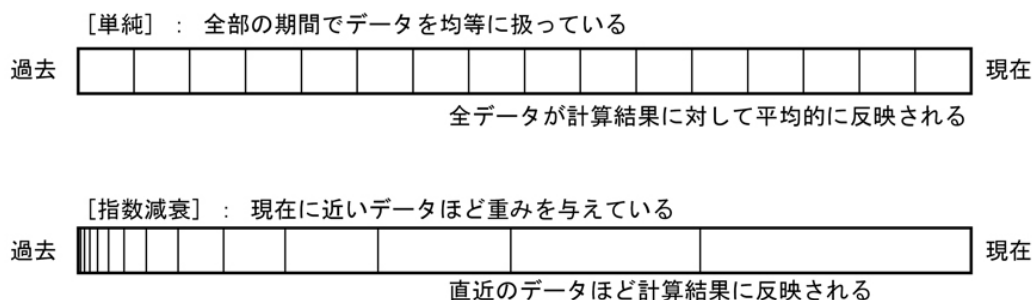 ［単純］ : 全部の期間でデータを均等に扱っている
過去
現在
全データが計算結果に対して平均的に反映される
［指数減衰］ : 現在に近いデータほど重みを与えている
過去
現在
直近のデータほど計算結果に反映される